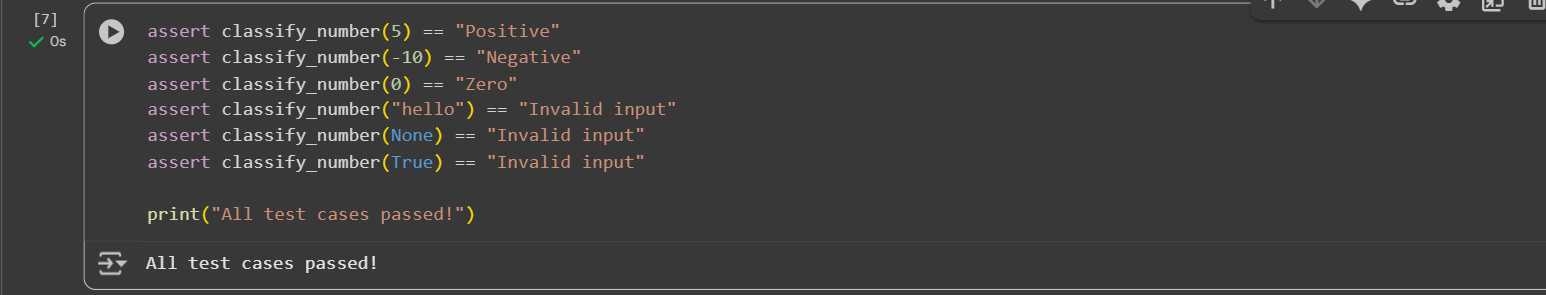 [7]
0s
assert classify_number(5) == "Positive"
assert classify_number(-10) == "Negative"
assert classify_number(0) == "Zero"
assert classify_number("hello") == "Invalid input"
assert classify_number(None) == "Invalid input"
assert classify_number(True) == "Invalid input"
print("All test cases passed!")
All test cases passed!